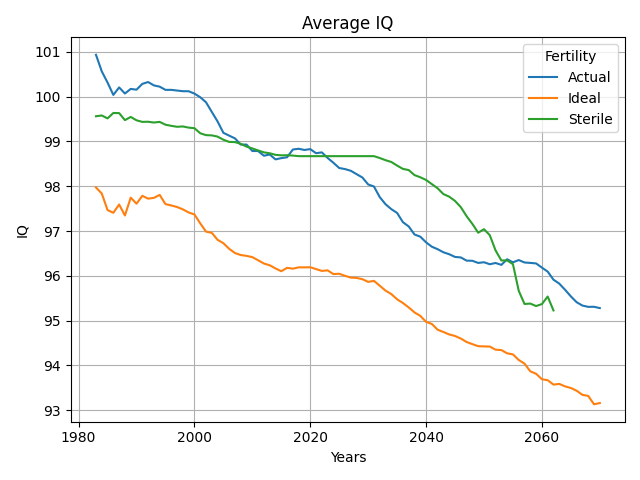 Average IQ
Fertility
Actual
Ideal
Sterile
IQ
101
100
99
98
97
96
95
94
93
1980
2000
2020
2040
2060
Years